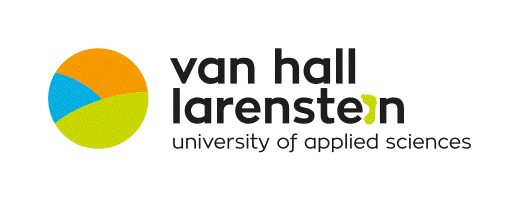 van hall
larenstein
university of applied sciences